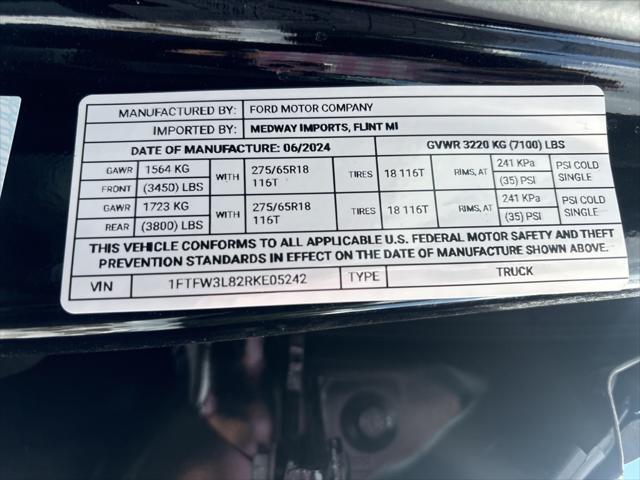 MANUFACTURED BY: FORD MOTOR COMPANY
IMPORTED BY: MEDWAY IMPORTS, FLINT MI
DATE OF MANUFACTURE: 06/2024 GVWR 3220 KG (7100) LBS
GAWR 1564 KG WITH 275/65R18 TIRES 18 116T RIMS, AT 241 KPa PSI COLD
FRONT (3450) LBS 116T (35) PSI SINGLE
GAWR 1723 KG WITH 275/65R18 TIRES 18 116T RIMS, AT 241 KPa PSI COLD
REAR (3800) LBS 116T (35) PSI SINGLE
THIS VEHICLE CONFORMS TO ALL APPLICABLE U.S. FEDERAL MOTOR SAFETY AND THEFT
PREVENTION STANDARDS IN EFFECT ON THE DATE OF MANUFACTURE SHOWN ABOVE.
VIN 1FTFW3L82RKE05242 TYPE TRUCK